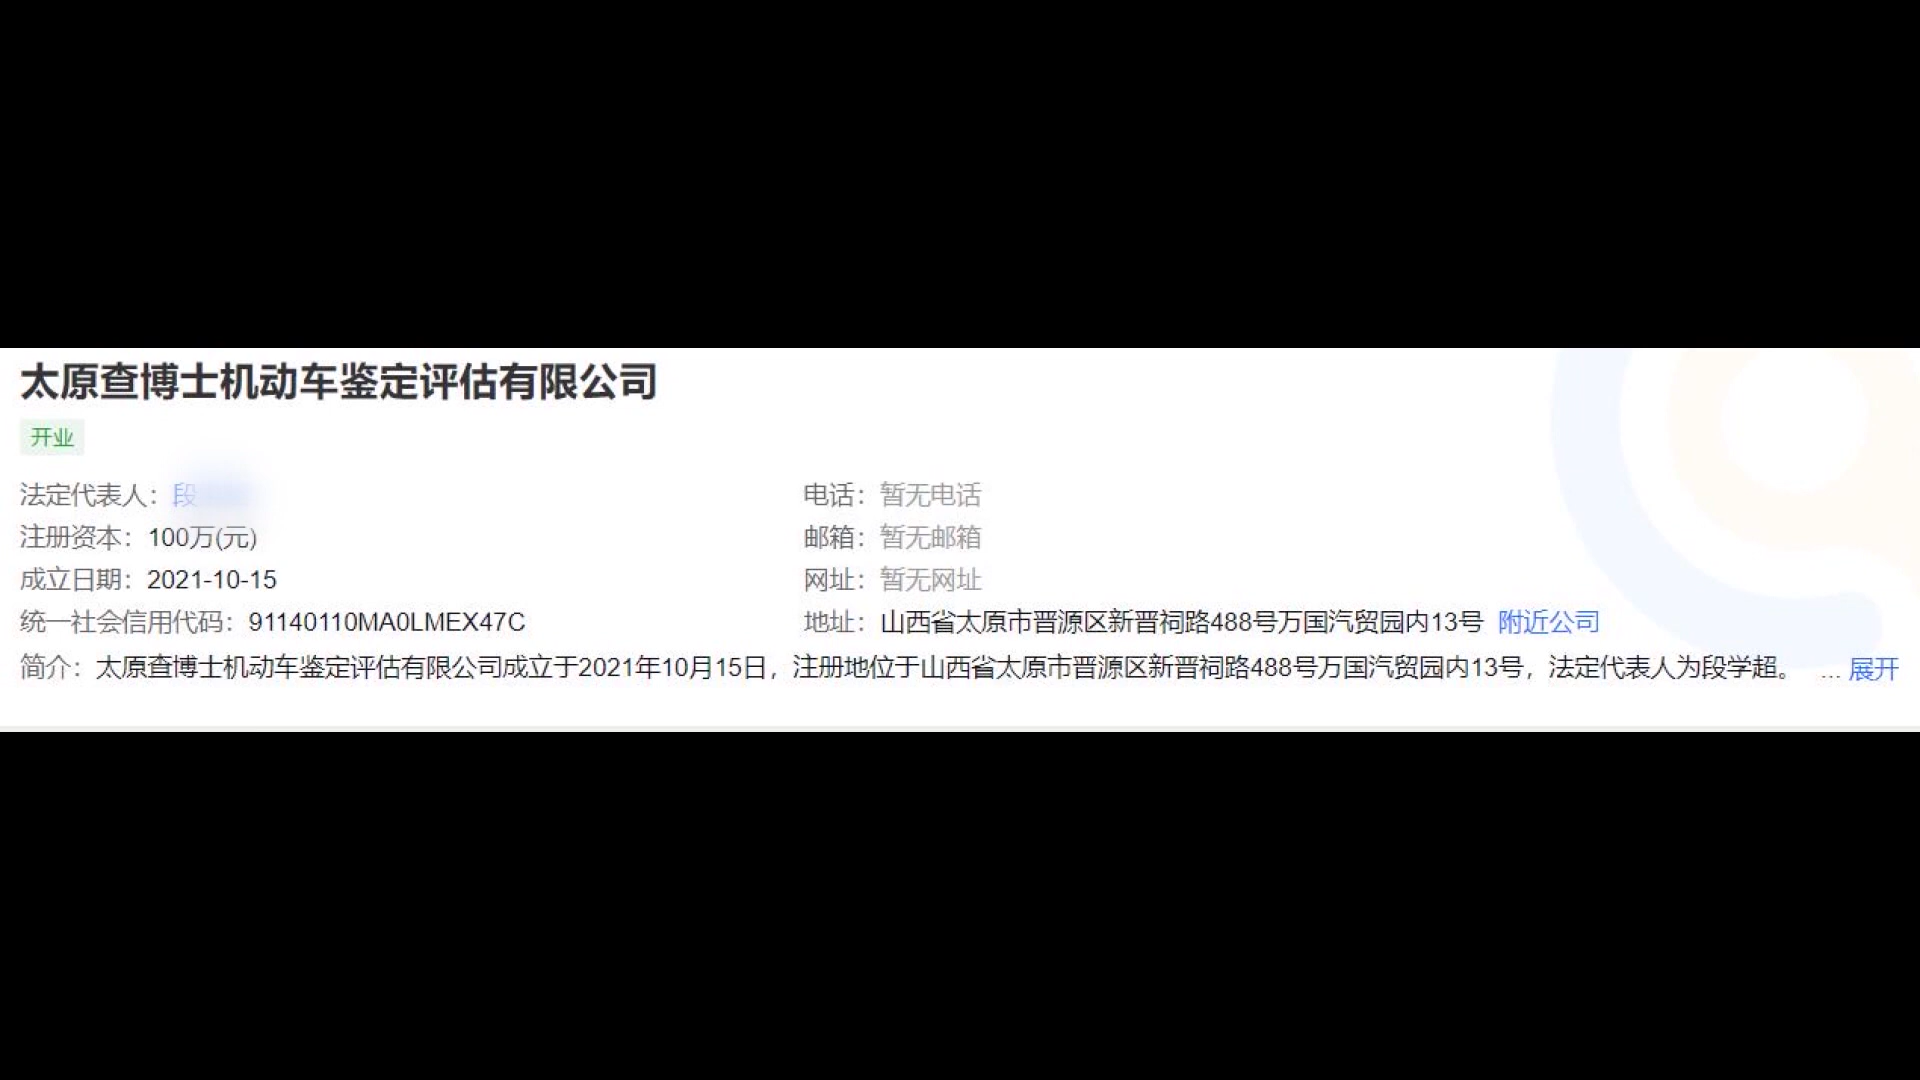 太原查博士机动车鉴定评估有限公司
开业
法定代表人：段
电话：暂无电话
注册资本：100万(元)
邮箱：暂无邮箱
成立日期：2021-10-15
网址：暂无网址
统一社会信用代码：91140110MA0LMEX47C
地址：山西省太原市晋源区新晋祠路488号万国汽贸园内13号 附近公司
简介：太原查博士机动车鉴定评估有限公司成立于2021年10月15日，注册地位于山西省太原市晋源区新晋祠路488号万国汽贸园内13号，法定代表人为段学超。 ... 展开